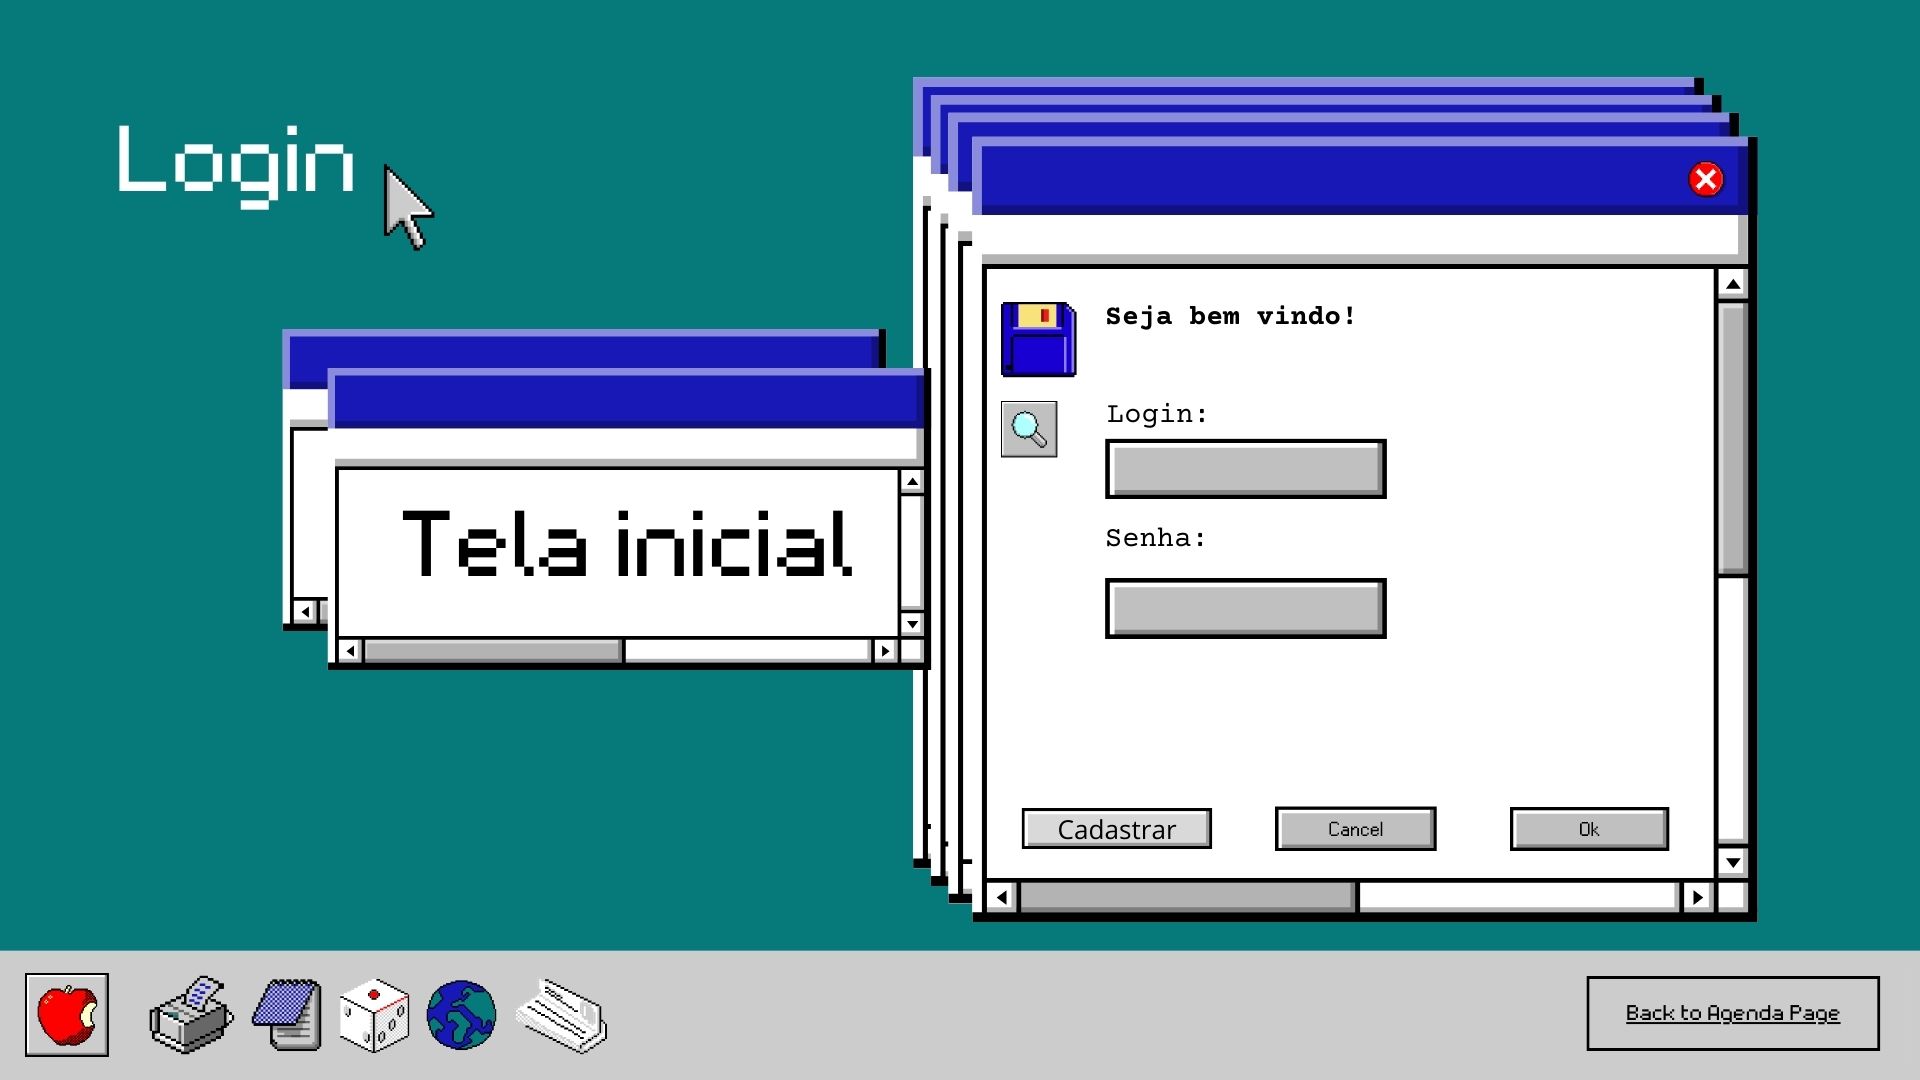 Login
Tela inicial
Seja bem vindo!
Login:
Senha:
Cadastrar
Cancel
Ok
Back to Agenda Page